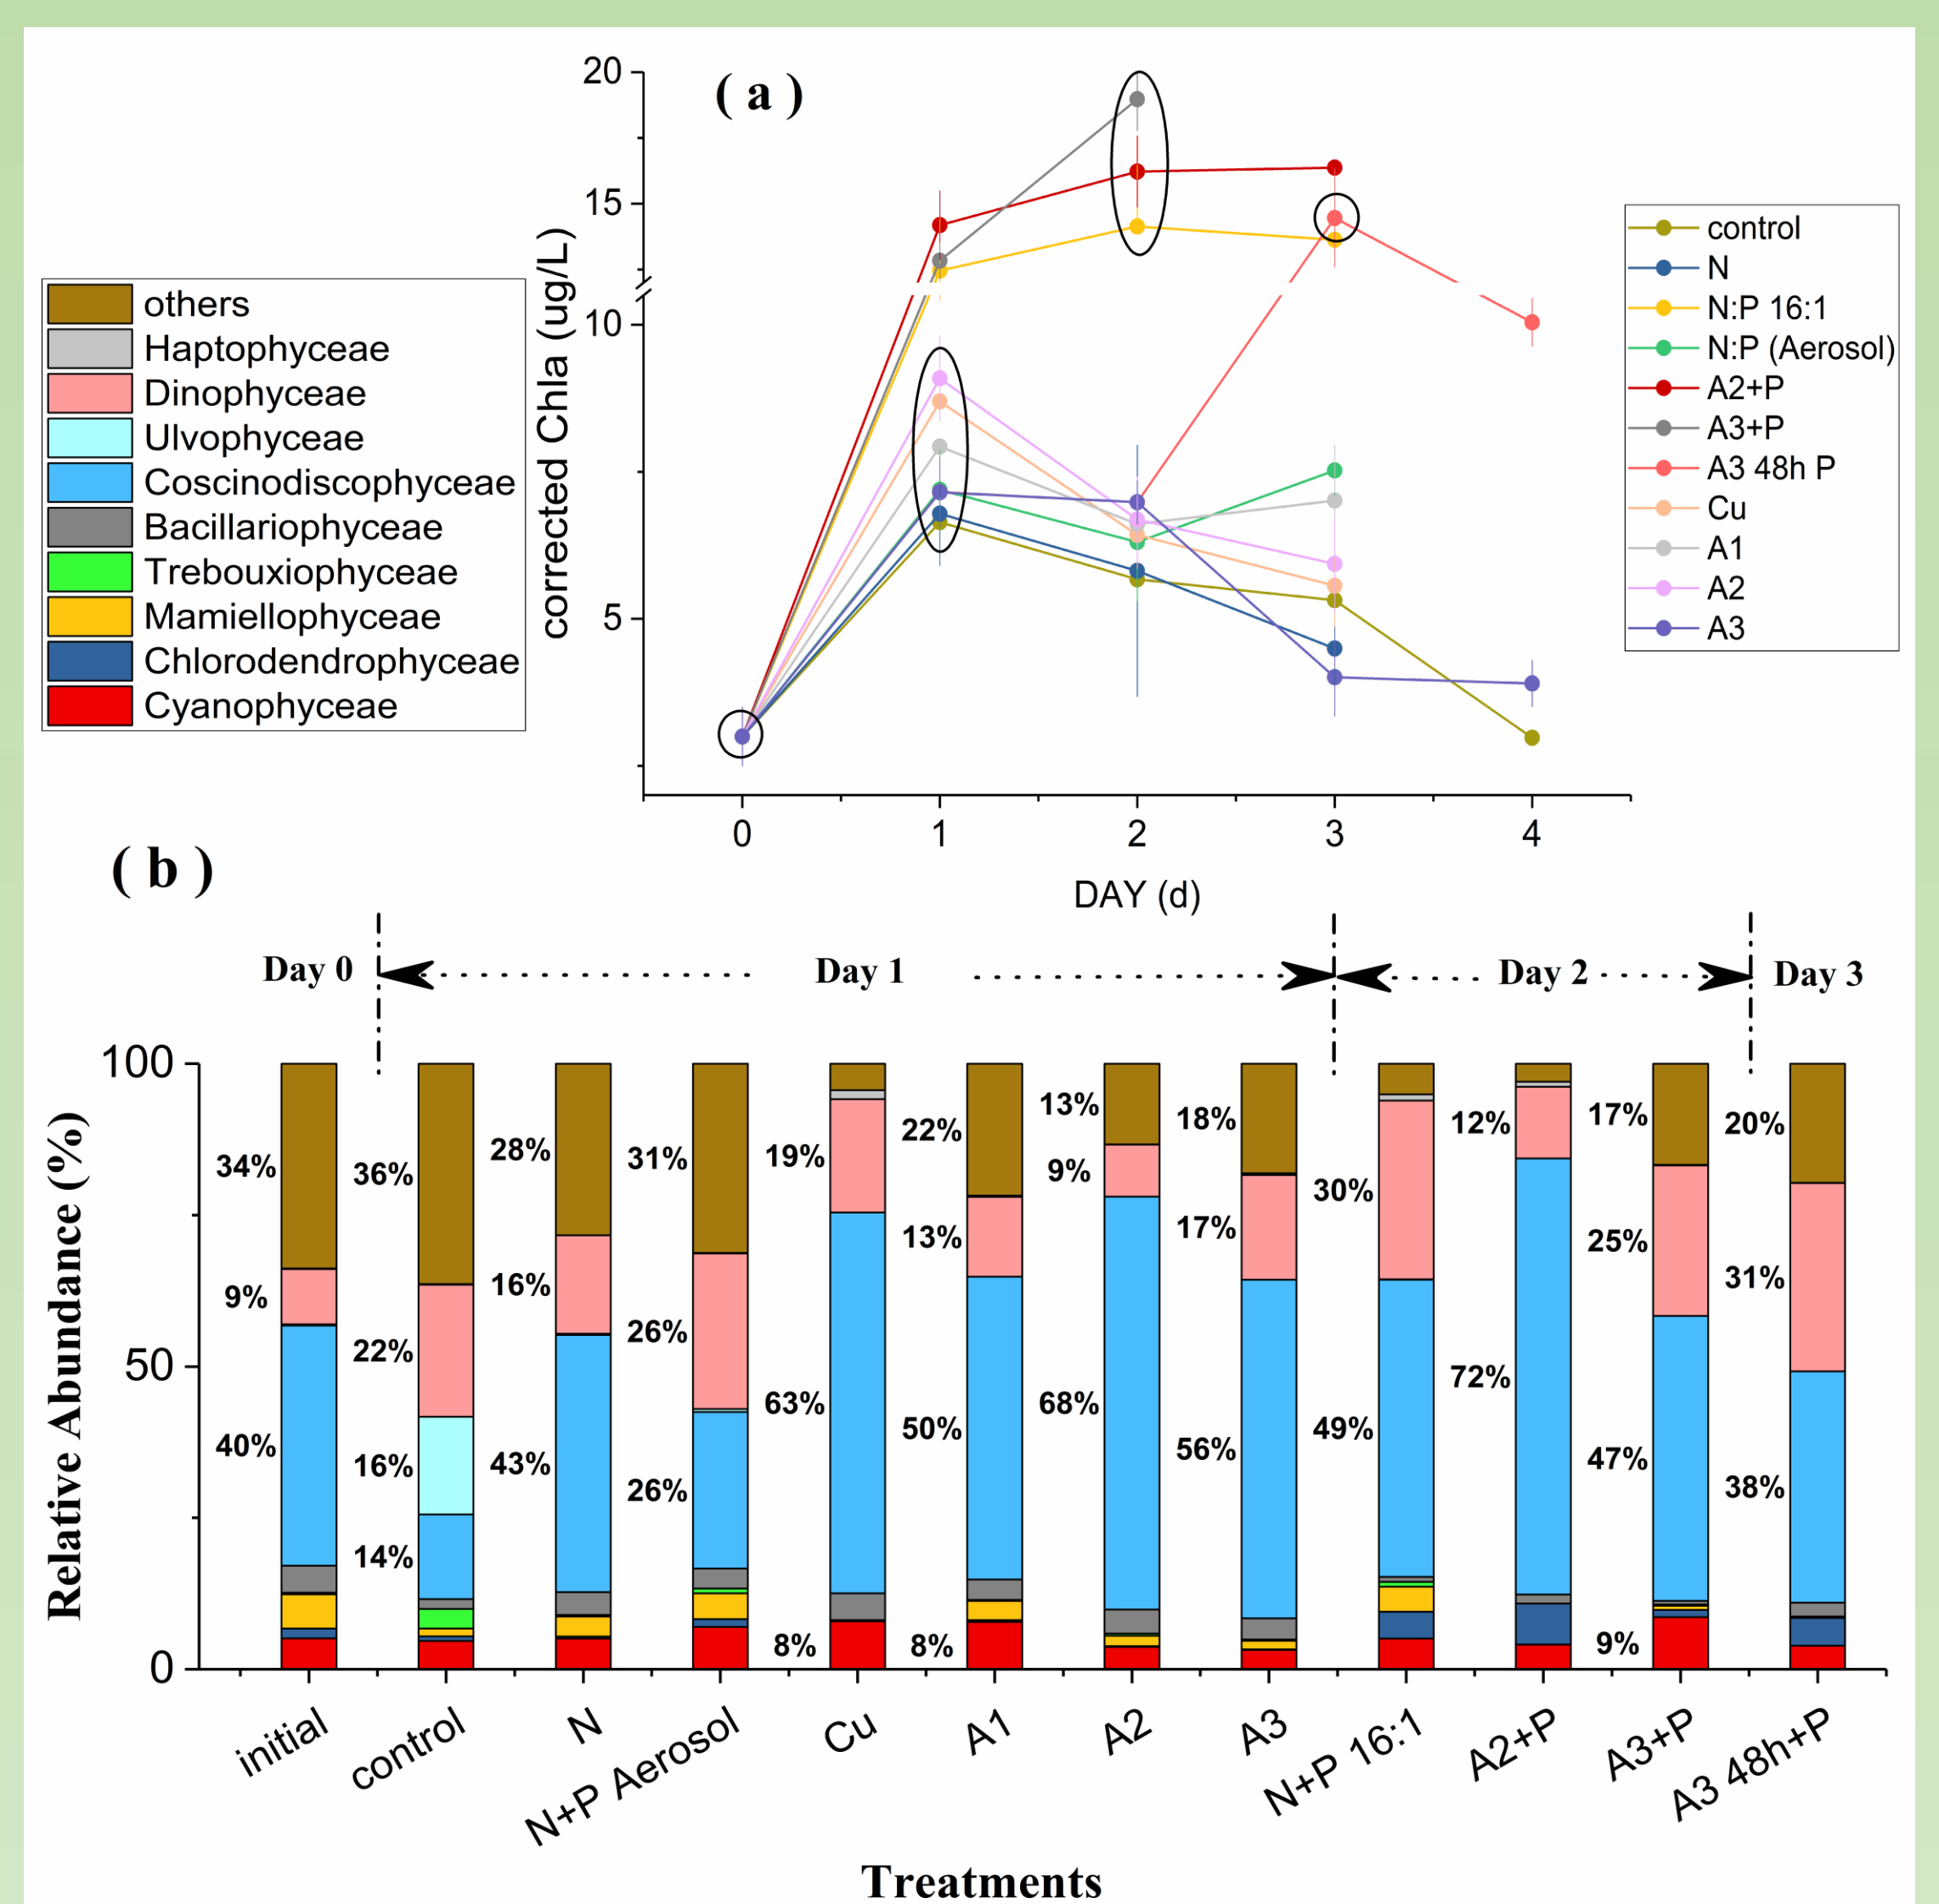 ( a )
20
15
10
5
corrected Chla (ug/L)
0 1 2 3 4
DAY (d)
others
Haptophyceae
Dinophyceae
Ulvophyceae
Coscinodiscophyceae
Bacillariophyceae
Trebouxiophyceae
Mamiellophyceae
Chlorodendrophyceae
Cyanophyceae
control
N
N:P 16:1
N:P (Aerosol)
A2+P
A3+P
A3 48h P
Cu
A1
A2
A3
( b )
Day 0
Day 1
Day 2
Day 3
Relative Abundance (%)
100
50
0
34%
9%
40%
36%
22%
16%
14%
28%
16%
43%
31%
26%
26%
19%
63%
8%
22%
13%
50%
8%
13%
9%
68%
18%
17%
56%
30%
49%
12%
72%
17%
25%
47%
9%
20%
31%
38%
initial
control
N
N+P Aerosol
Cu
A1
A2
A3
N+P 16:1
A2+P
A3+P
A3 48h+P
Treatments